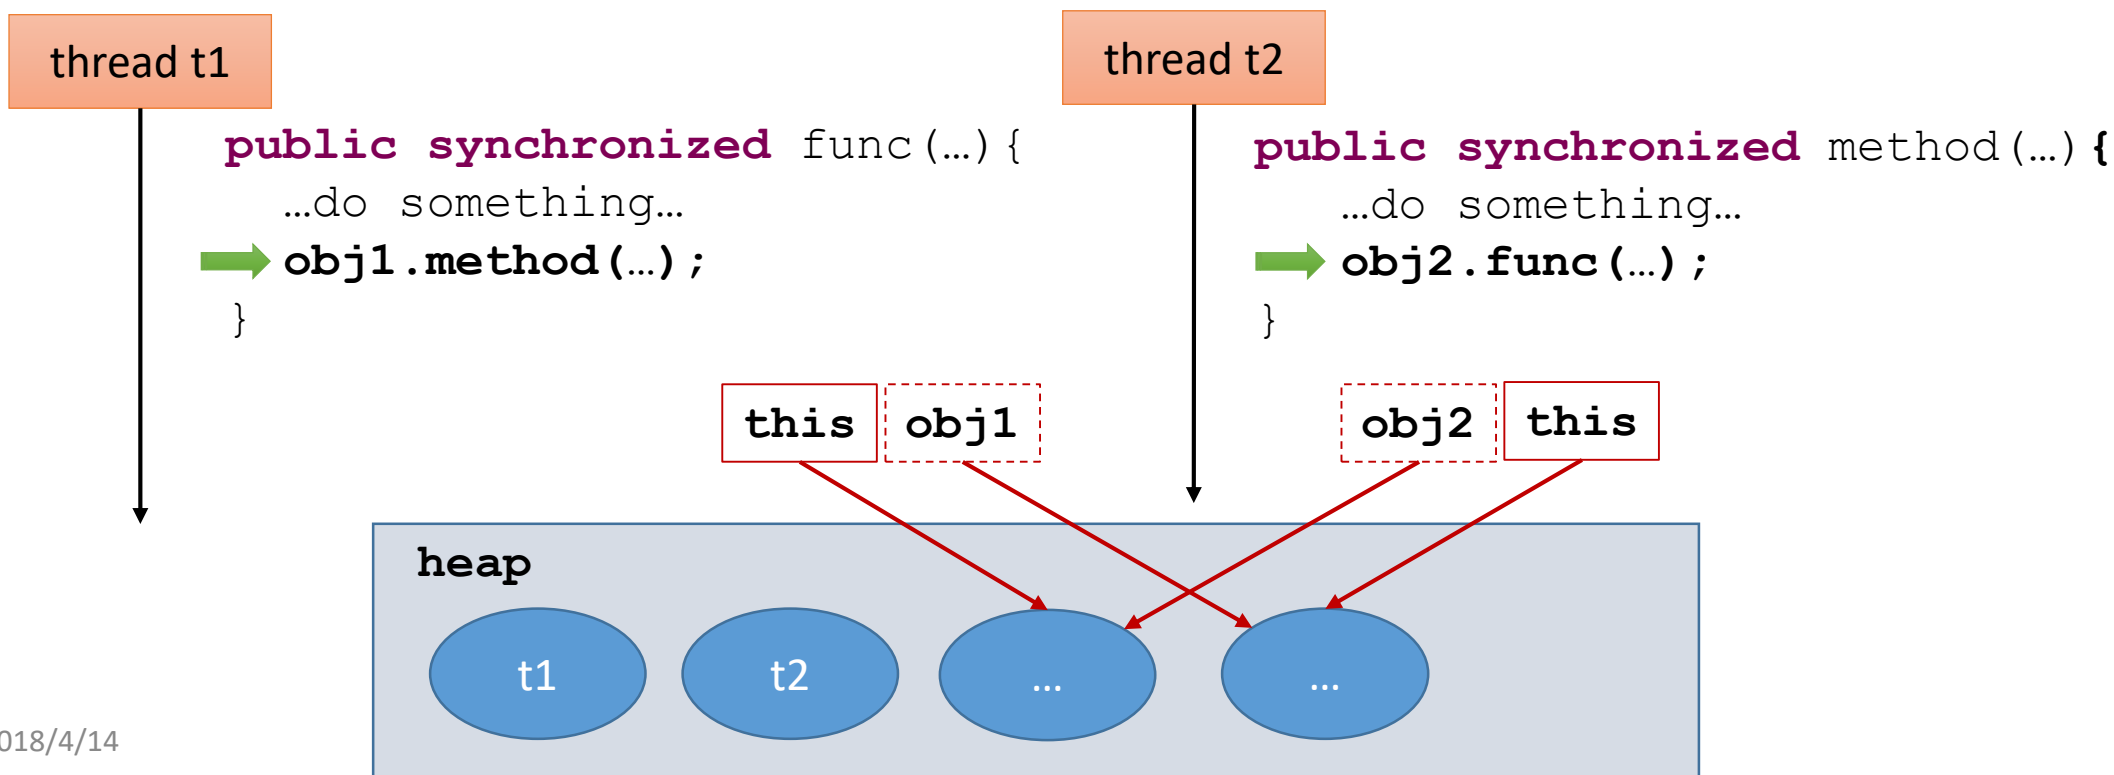 thread t1
public synchronized func(…){
…do something…
obj1.method(…);
}
thread t2
public synchronized method(…){
…do something…
obj2.func(…);
}
this
obj1
obj2
this
heap
t1
t2
…
…
018/4/14